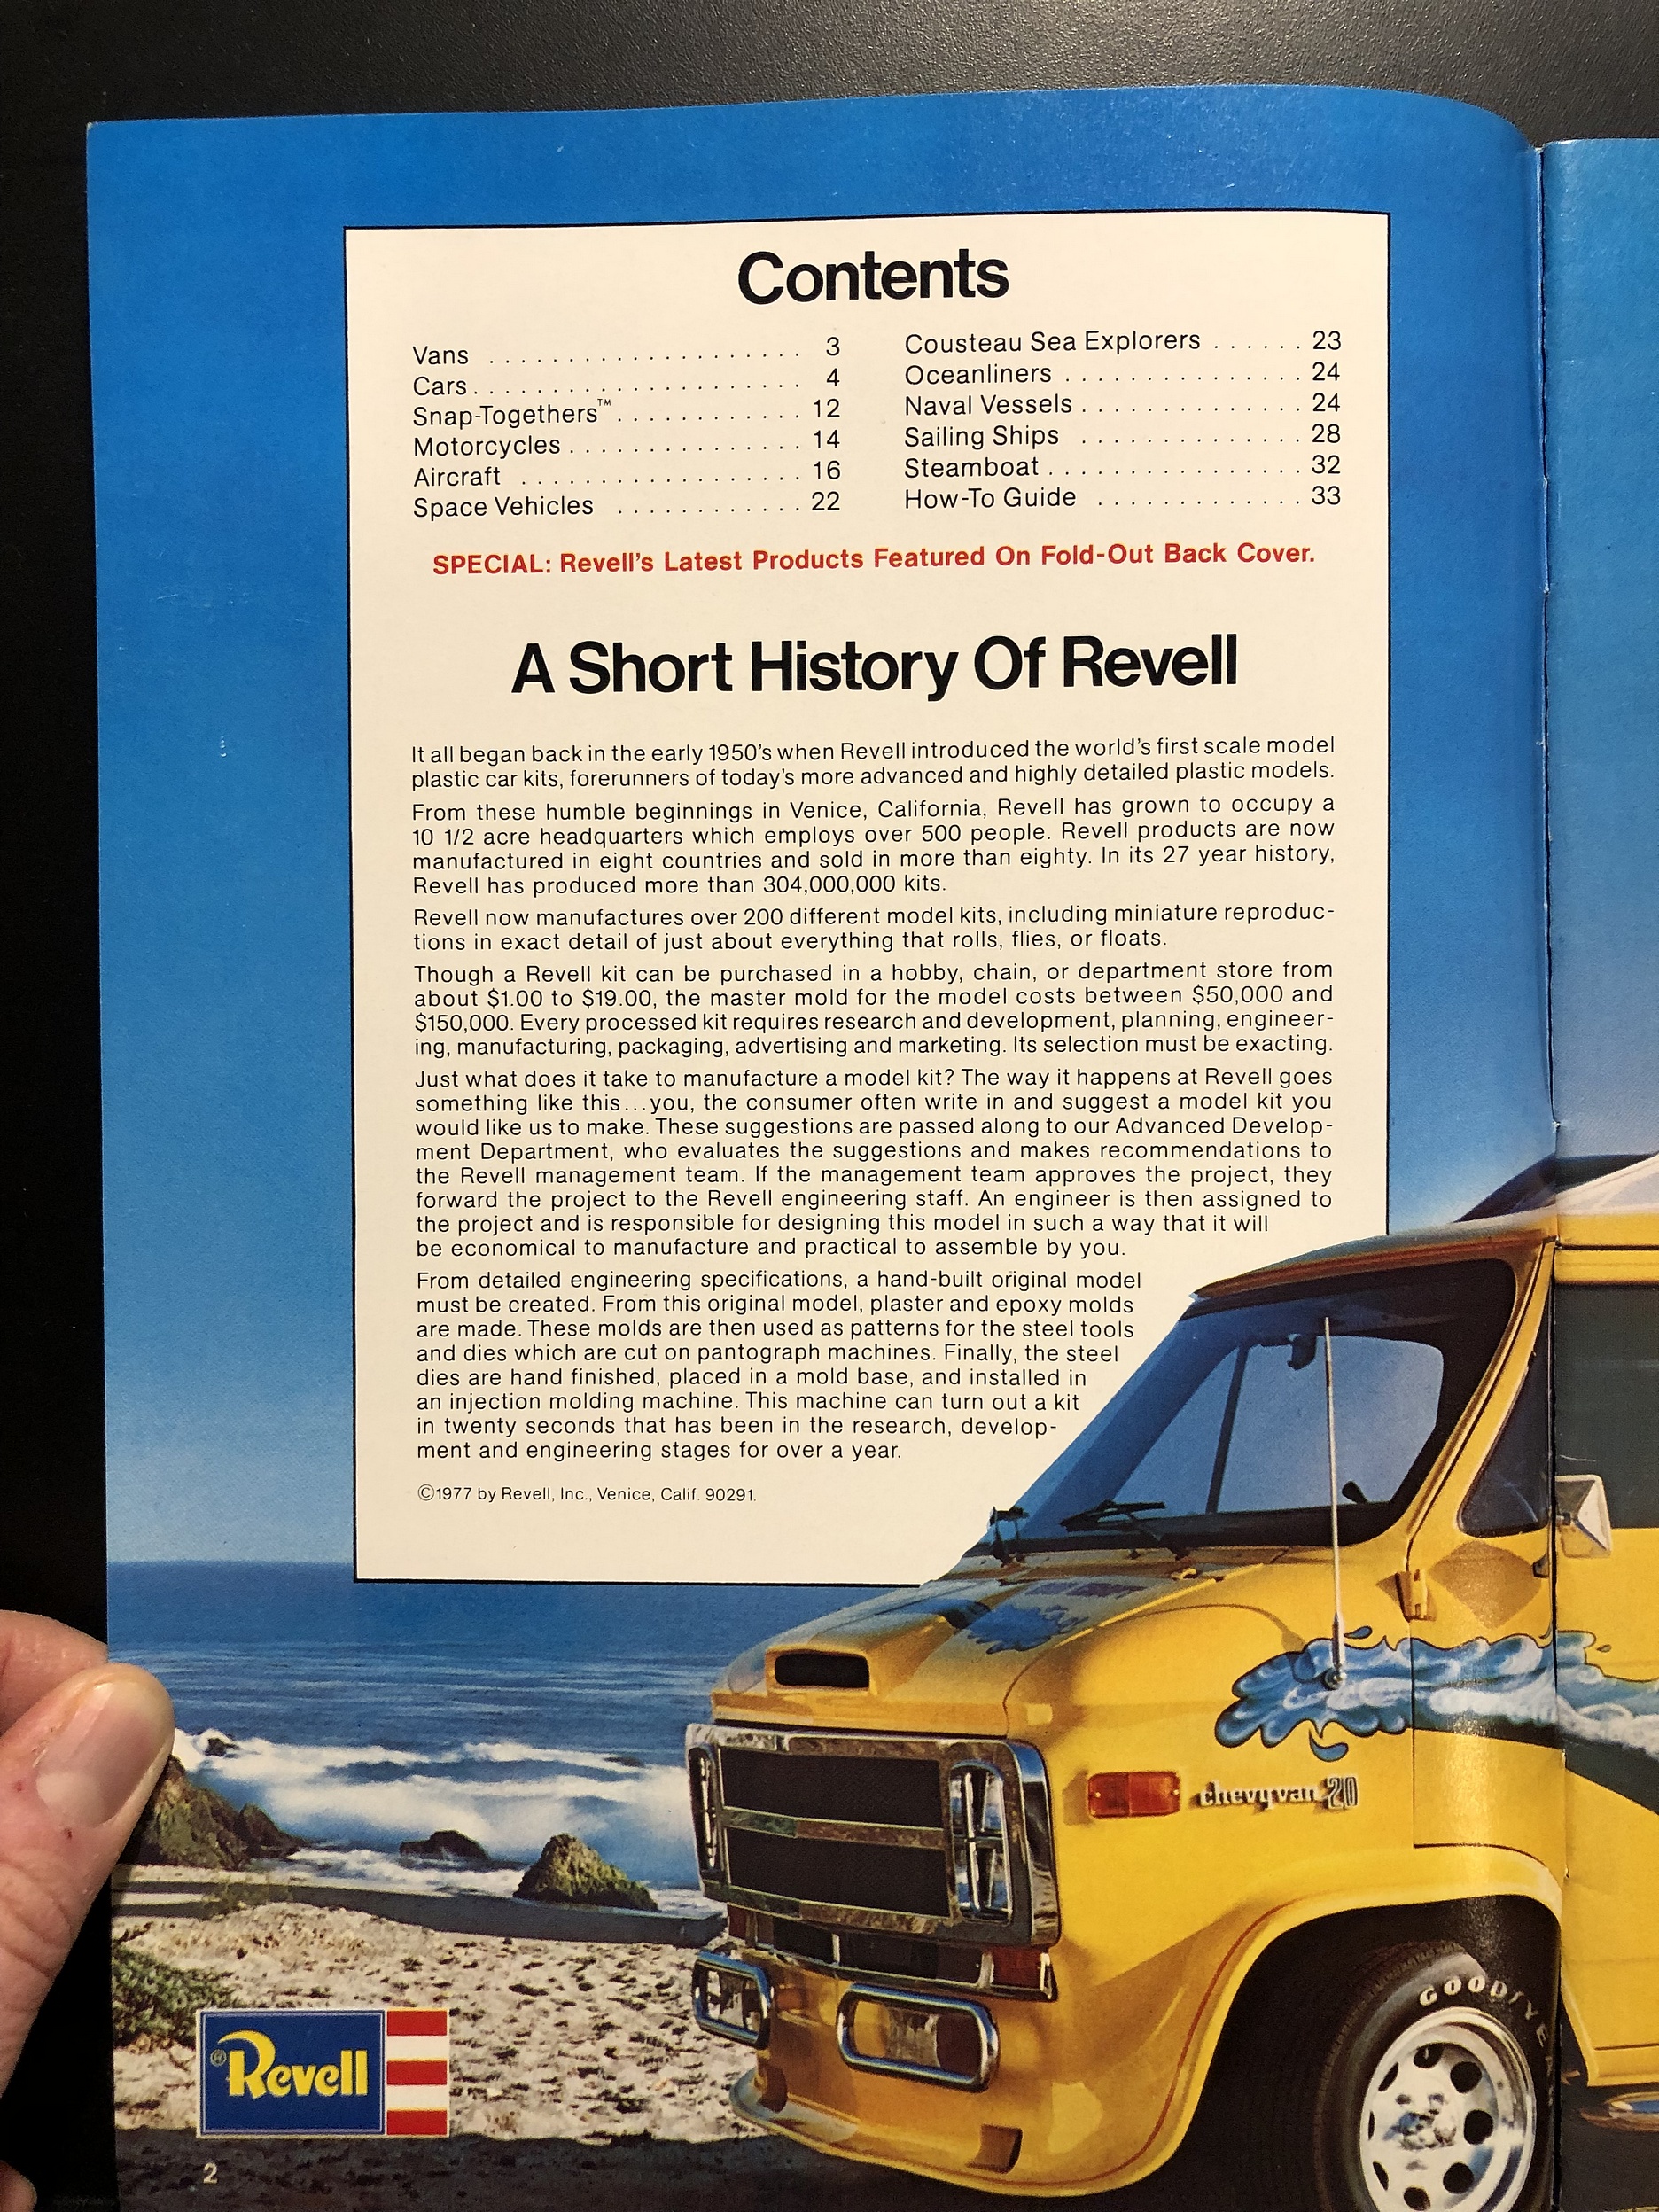 Contents
Vans . . . . . . . . . . . . . . . . . . . . 3
Cars . . . . . . . . . . . . . . . . . . . . . 4
Snap-Togethers™ . . . . . . . . . . . . 12
Motorcycles . . . . . . . . . . . . . . . 14
Aircraft . . . . . . . . . . . . . . . . . . 16
Space Vehicles . . . . . . . . . . . . 22
Cousteau Sea Explorers . . . . . . 23
Oceanliners . . . . . . . . . . . . . . . 24
Naval Vessels . . . . . . . . . . . . . . 24
Sailing Ships . . . . . . . . . . . . . . 28
Steamboat . . . . . . . . . . . . . . . . 32
How-To Guide . . . . . . . . . . . . . 33
SPECIAL: Revell's Latest Products Featured On Fold-Out Back Cover.
A Short History Of Revell
It all began back in the early 1950's when Revell introduced the world's first scale model
plastic car kits, forerunners of today's more advanced and highly detailed plastic models.
From these humble beginnings in Venice, California, Revell has grown to occupy a
10 1/2 acre headquarters which employs over 500 people. Revell products are now
manufactured in eight countries and sold in more than eighty. In its 27 year history,
Revell has produced more than 304,000,000 kits.
Revell now manufactures over 200 different model kits, including miniature reproduc-
tions in exact detail of just about everything that rolls, flies, or floats.
Though a Revell kit can be purchased in a hobby, chain, or department store from
about $1.00 to $19.00, the master mold for the model costs between $50,000 and
$150,000. Every processed kit requires research and development, planning, engineer-
ing, manufacturing, packaging, advertising and marketing. Its selection must be exacting.
Just what does it take to manufacture a model kit? The way it happens at Revell goes
something like this...you, the consumer often write in and suggest a model kit you
would like us to make. These suggestions are passed along to our Advanced Develop-
ment Department, who evaluates the suggestions and makes recommendations to
the Revell management team. If the management team approves the project, they
forward the project to the Revell engineering staff. An engineer is then assigned to
the project and is responsible for designing this model in such a way that it will
be economical to manufacture and practical to assemble by you.
From detailed engineering specifications, a hand-built original model
must be created. From this original model, plaster and epoxy molds
are made. These molds are then used as patterns for the steel tools
and dies which are cut on pantograph machines. Finally, the steel
dies are hand finished, placed in a mold base, and installed in
an injection molding machine. This machine can turn out a kit
in twenty seconds that has been in the research, develop-
ment and engineering stages for over a year.
©1977 by Revell, Inc., Venice, Calif. 90291.
chevy van 20
GOODYE
® Revell
2